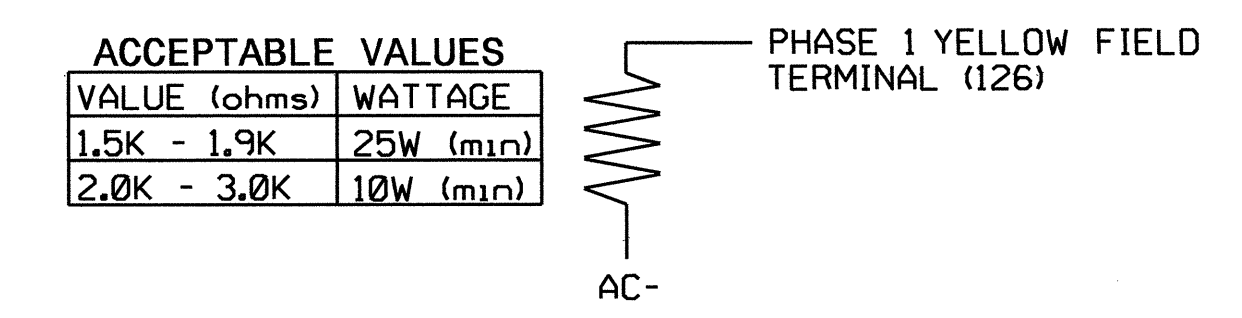 ACCEPTABLE VALUES
VALUE (ohms) WATTAGE
1.5K - 1.9K 25W (min)
2.0K - 3.0K 10W (min)
PHASE 1 YELLOW FIELD
TERMINAL (126)
AC-